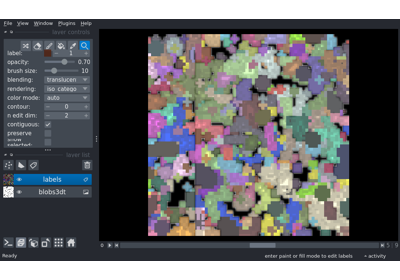 File View Window Plugins Help
layer controls
label: 1
opacity: 0.70
brush size: 10
blending: translucen
rendering: iso_catego
color mode: auto
contour: 0
n edit dim: 2
contiguous:
preserve
selected:
layer list
labels
blobs3dt
Ready
enter paint or fill mode to edit labels
activity